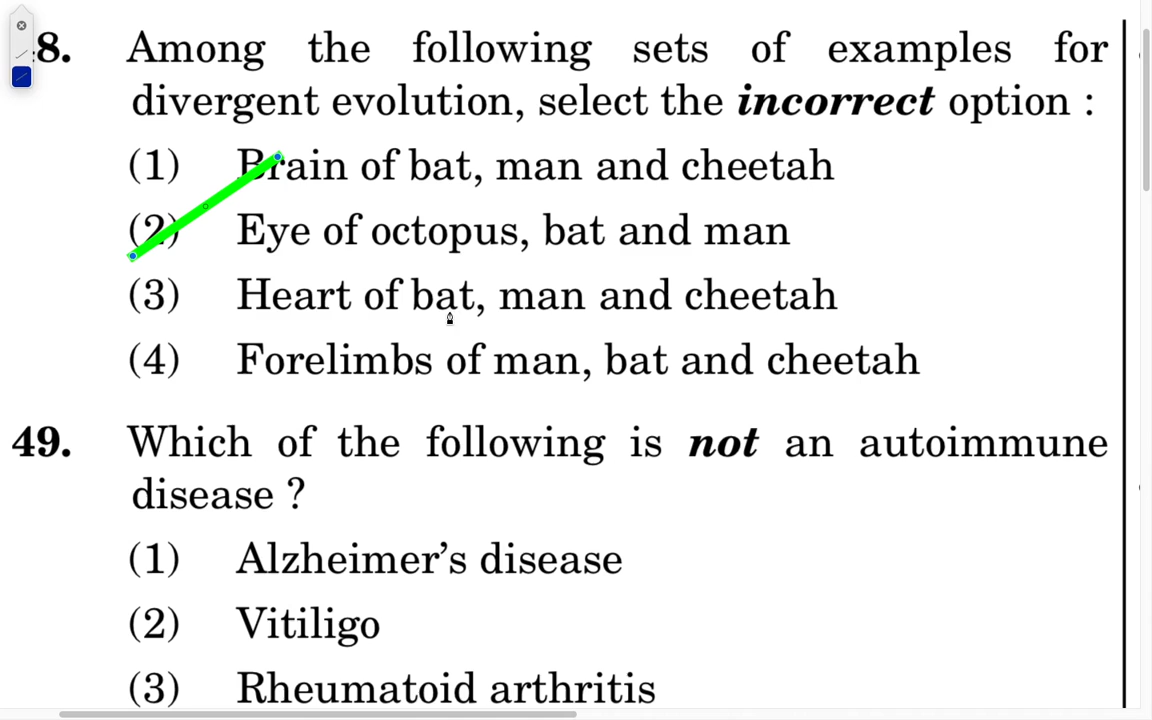 8. Among the following sets of examples for
divergent evolution, select the incorrect option :
(1) Brain of bat, man and cheetah
(2) Eye of octopus, bat and man
(3) Heart of bat, man and cheetah
(4) Forelimbs of man, bat and cheetah
49. Which of the following is not an autoimmune
disease ?
(1) Alzheimer’s disease
(2) Vitiligo
(3) Rheumatoid arthritis